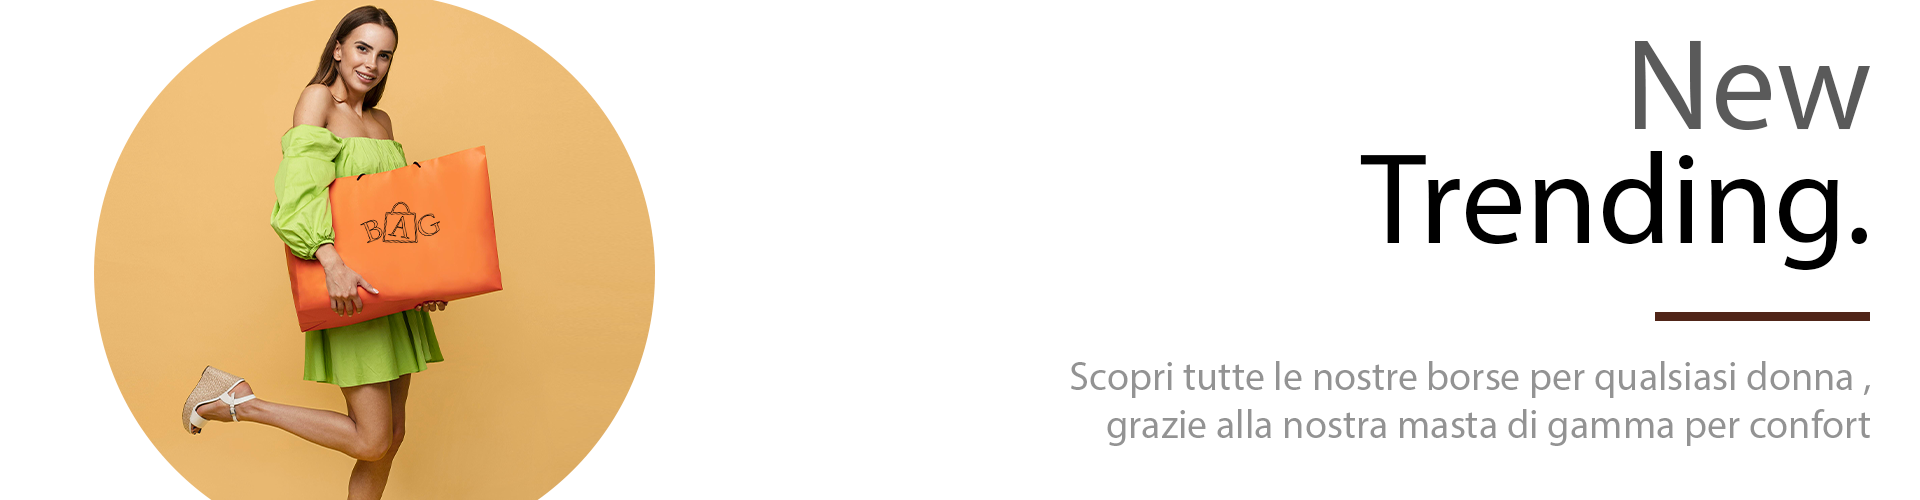 BAG
New
Trending.
Scopri tutte le nostre borse per qualsiasi donna ,
grazie alla nostra masta di gamma per confort